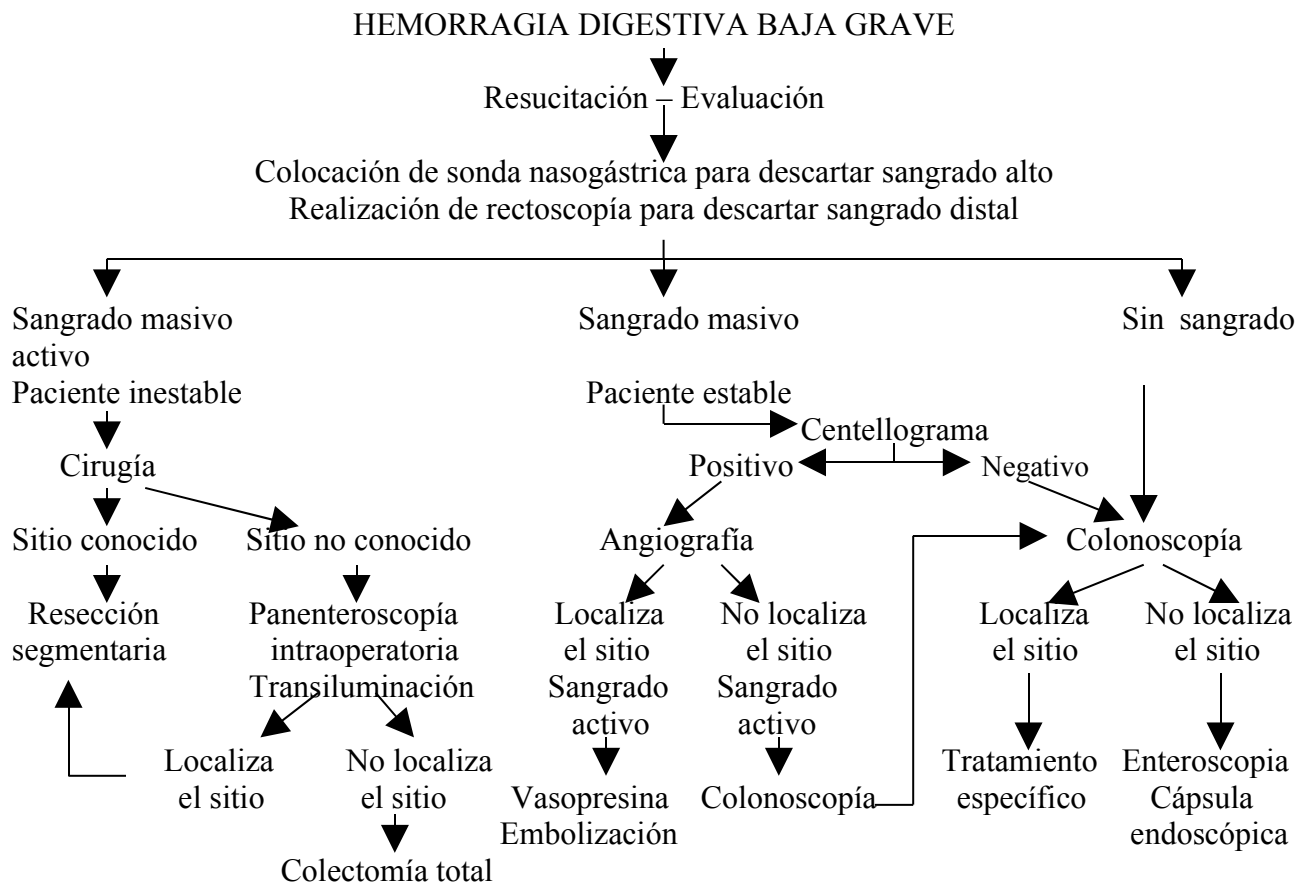 HEMORRAGIA DIGESTIVA BAJA GRAVE
Resucitación – Evaluación
Colocación de sonda nasogástrica para descartar sangrado alto
Realización de rectoscopía para descartar sangrado distal
Sangrado masivo
activo
Paciente inestable
Sangrado masivo
Paciente estable
Sin sangrado
Centellograma
Cirugía
Positivo
Negativo
Sitio conocido
Sitio no conocido
Angiografía
Colonoscopía
Resección
segmentaria
Panenteroscopía
intraoperatoria
Transiluminación
Localiza
el sitio
Sangrado
activo
No localiza
el sitio
Sangrado
activo
Localiza
el sitio
No localiza
el sitio
Localiza
el sitio
No localiza
el sitio
Vasopresina
Embolización
Colonoscopía
Tratamiento
específico
Enteroscopia
Cápsula
endoscópica
Colectomía total